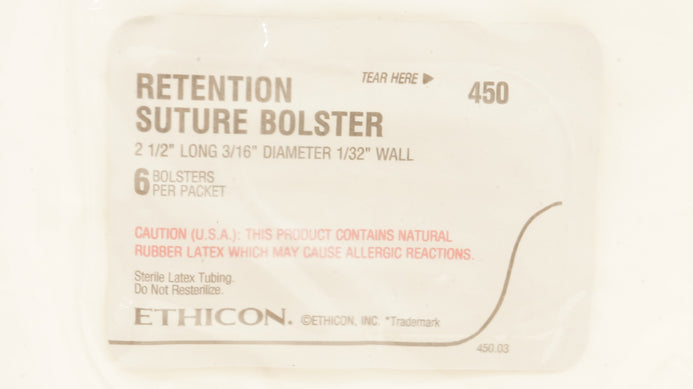 TEAR HERE ▶
450
RETENTION
SUTURE BOLSTER
2 1/2" LONG 3/16" DIAMETER 1/32" WALL
6 BOLSTERS
PER PACKET
CAUTION (U.S.A.): THIS PRODUCT CONTAINS NATURAL
RUBBER LATEX WHICH MAY CAUSE ALLERGIC REACTIONS.
Sterile Latex Tubing.
Do Not Resterilize.
ETHICON. ©ETHICON, INC. *Trademark
450.03